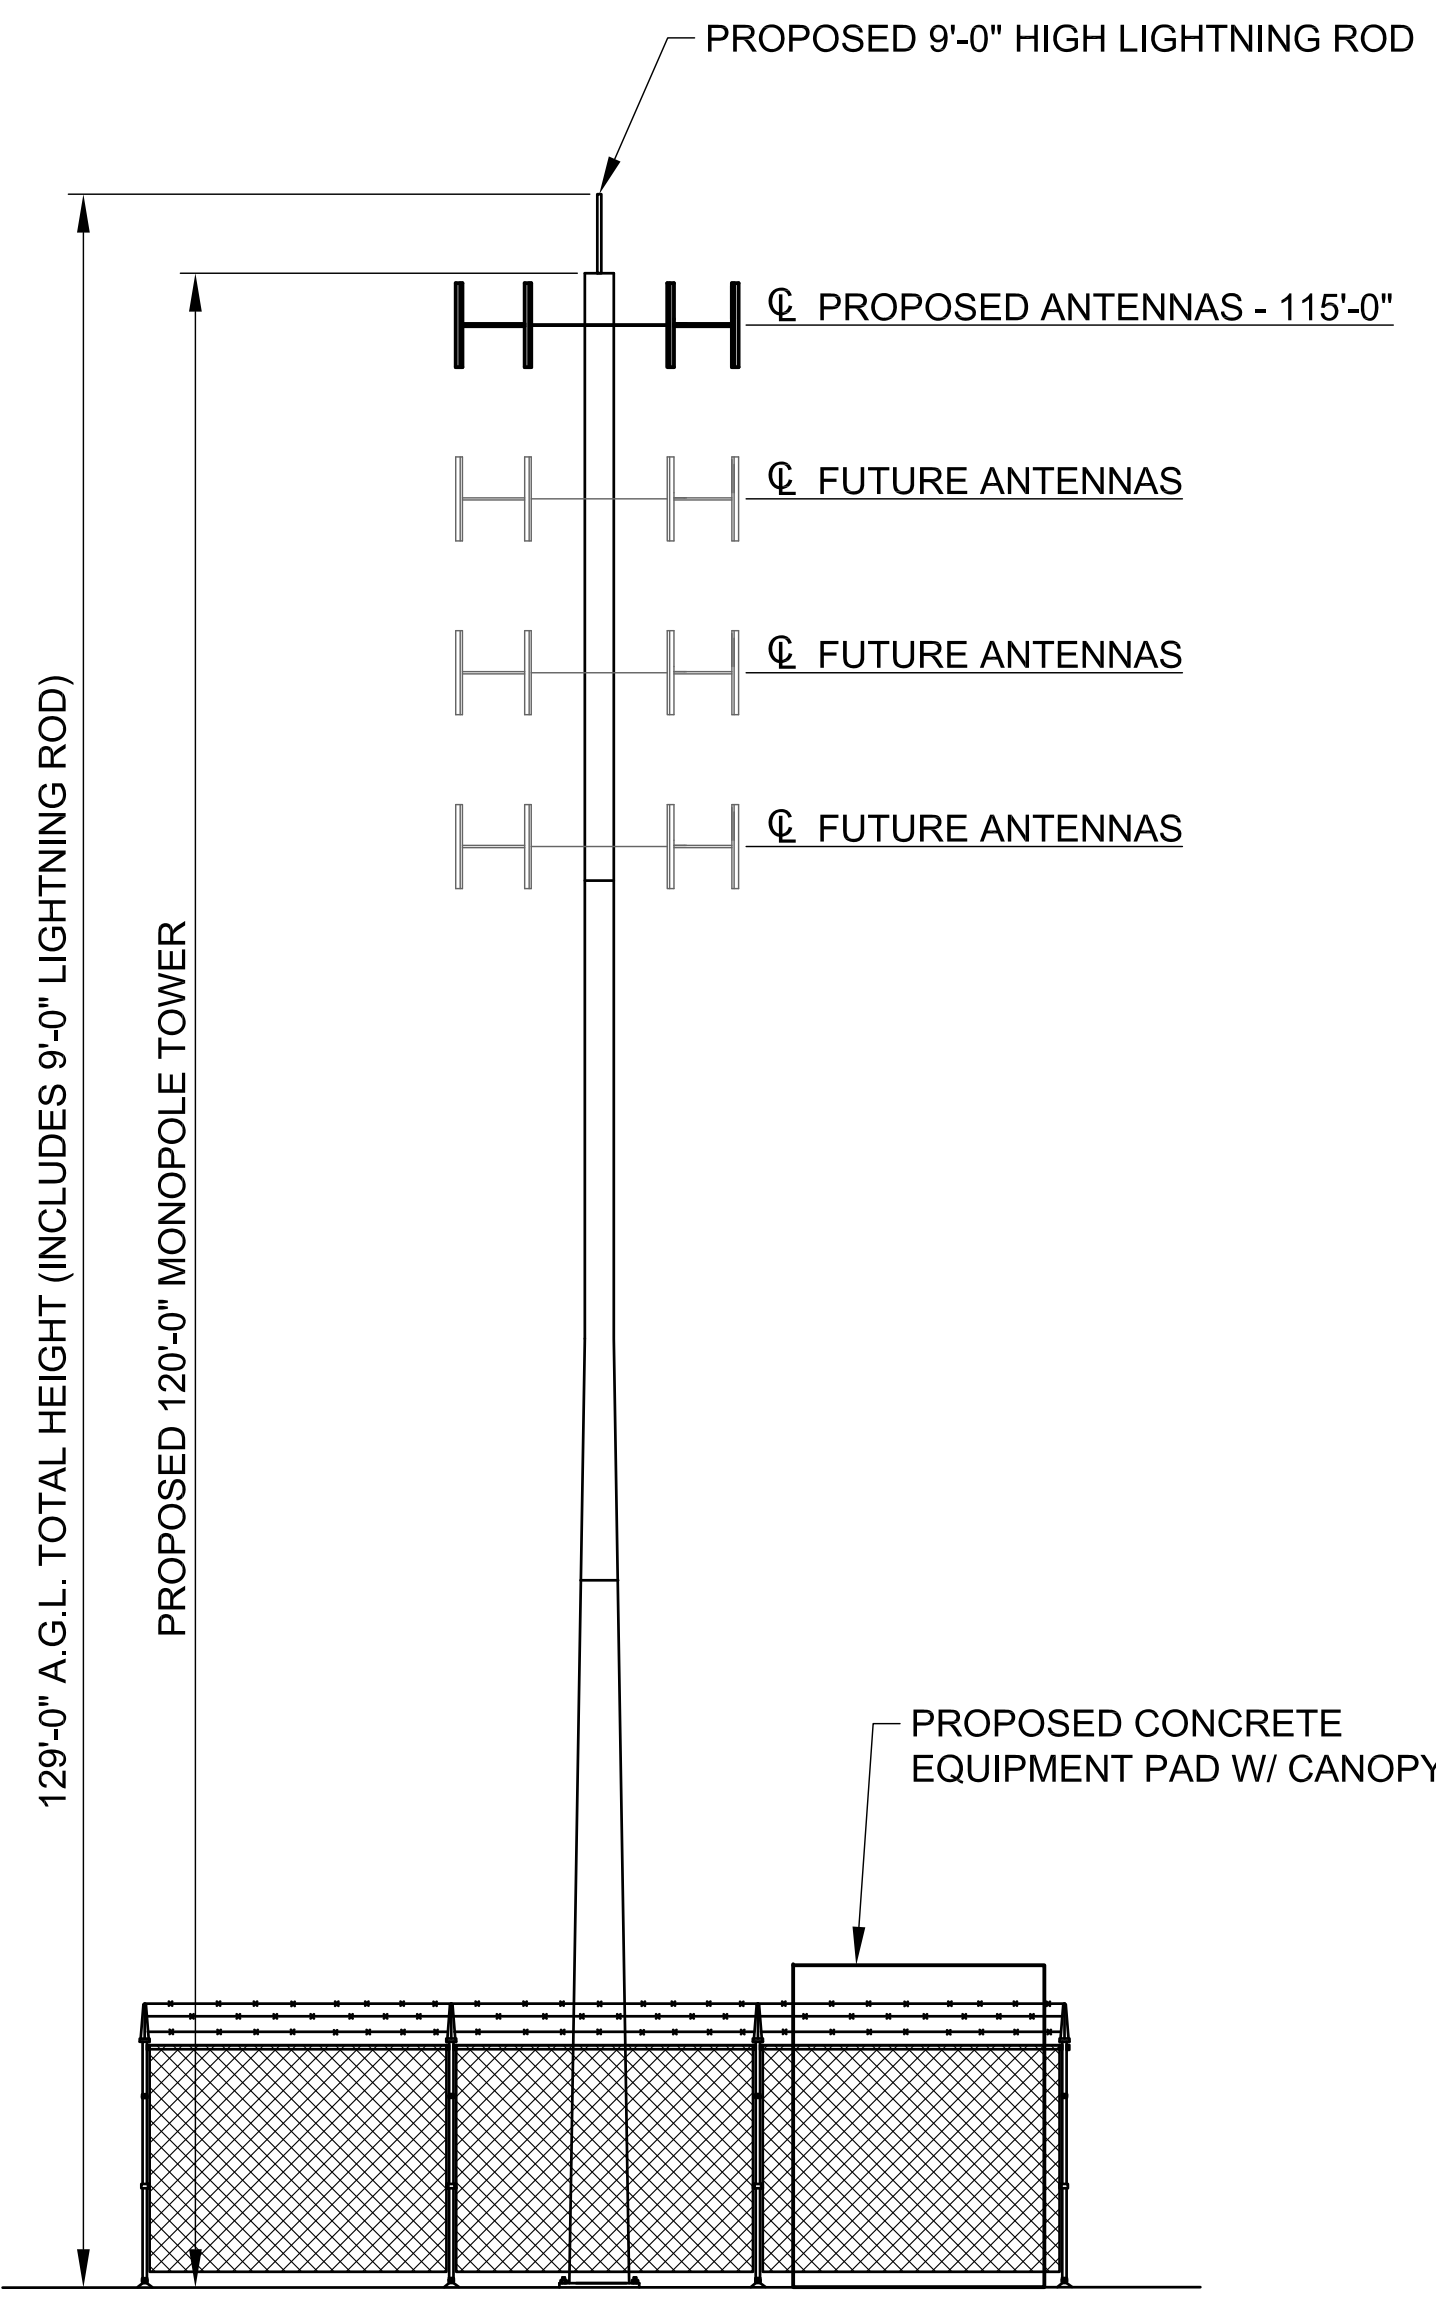 PROPOSED 9'-0" HIGH LIGHTNING ROD
℄ PROPOSED ANTENNAS - 115'-0"
℄ FUTURE ANTENNAS
℄ FUTURE ANTENNAS
℄ FUTURE ANTENNAS
129'-0" A.G.L. TOTAL HEIGHT (INCLUDES 9'-0" LIGHTNING ROD)
PROPOSED 120'-0" MONOPOLE TOWER
PROPOSED CONCRETE
EQUIPMENT PAD W/ CANOPY